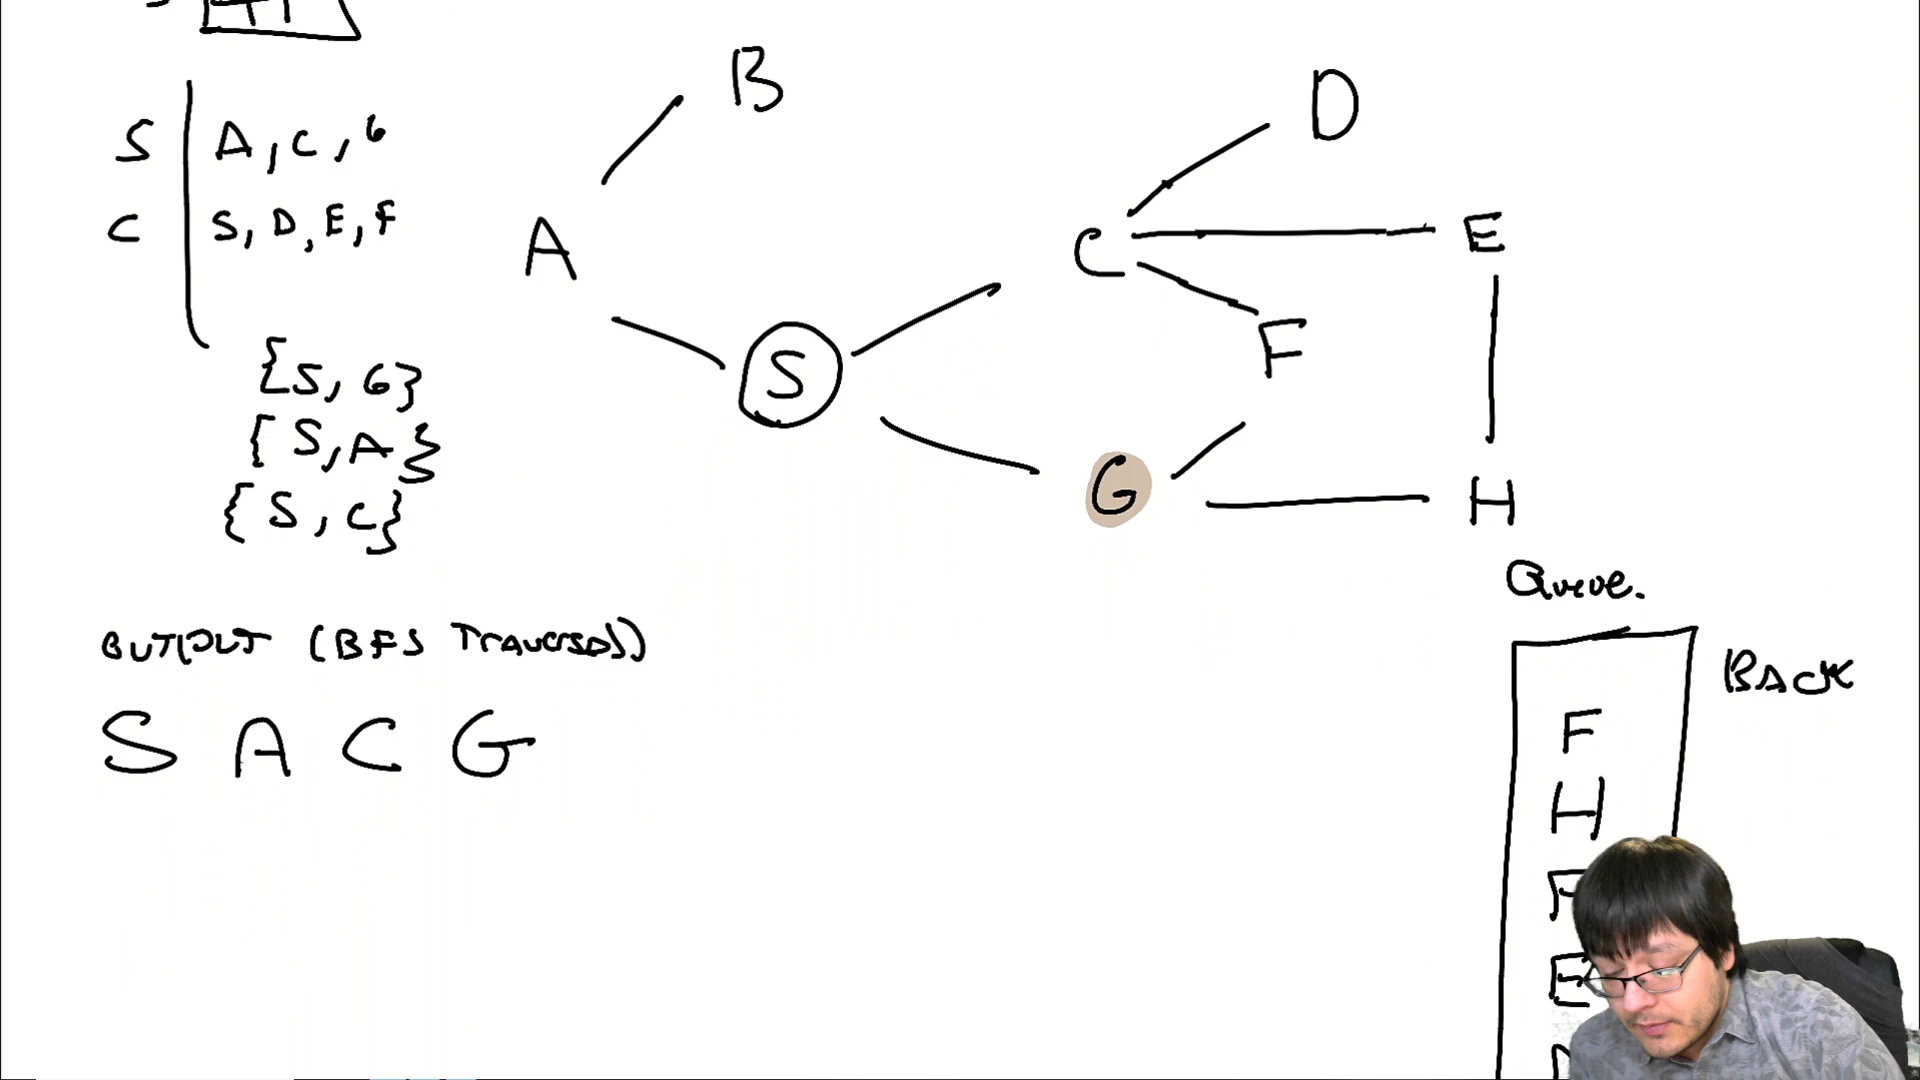 S | A, C, G
C | S, D, E, F
{S, G}
{S, A}
{S, C}
B
A
S
C
D
E
F
G
H
OUTPUT (BFS Traversal)
S A C G
Queue.
BACK
F
H
F
E